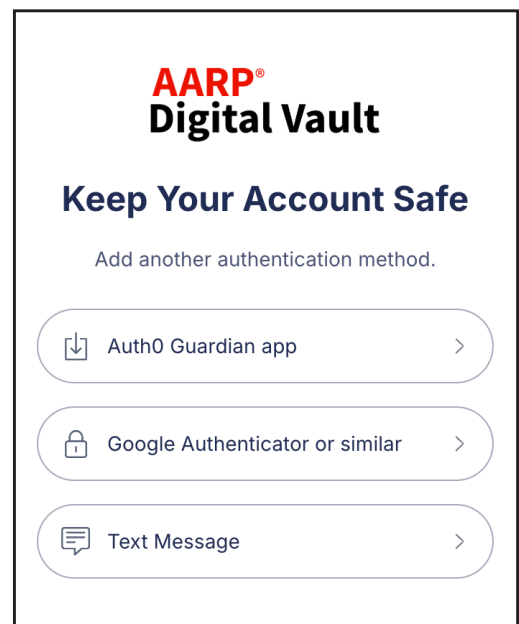 AARP®
Digital Vault
Keep Your Account Safe
Add another authentication method.
Auth0 Guardian app
Google Authenticator or similar
Text Message